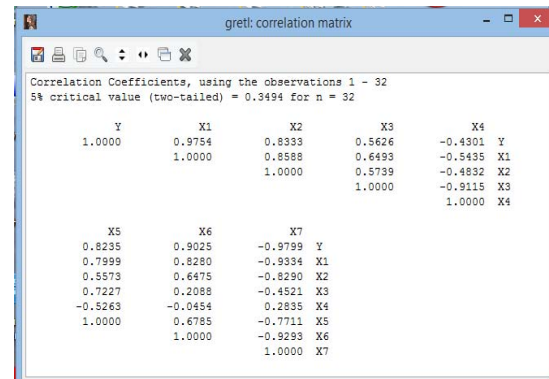 gretl: correlation matrix
Correlation Coefficients, using the observations 1 - 32
5% critical value (two-tailed) = 0.3494 for n = 32
Y X1 X2 X3 X4
1.0000 0.9754 0.8333 0.5626 -0.4301 Y
1.0000 0.8588 0.6493 -0.5435 X1
1.0000 0.5739 -0.4832 X2
1.0000 -0.9115 X3
1.0000 X4
X5 X6 X7
0.8235 0.9025 -0.9799 Y
0.7999 0.8280 -0.9334 X1
0.5573 0.6475 -0.8290 X2
0.7227 0.2088 -0.4521 X3
-0.5263 -0.0454 0.2835 X4
1.0000 0.6785 -0.7711 X5
1.0000 -0.9293 X6
1.0000 X7